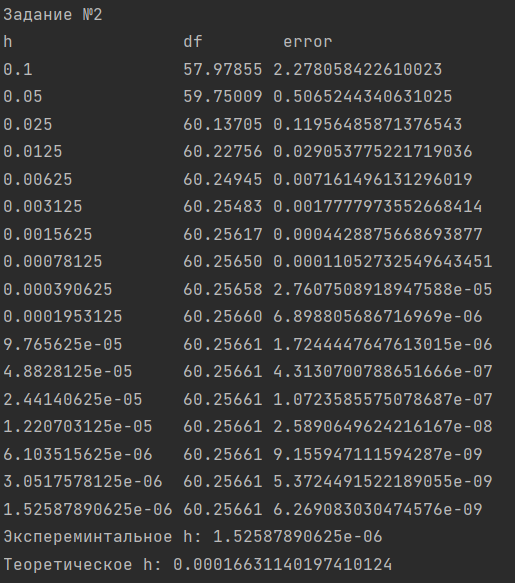 Задание №2
h df error
0.1 57.97855 2.278058422610023
0.05 59.75009 0.5065244340631025
0.025 60.13705 0.11956485871376543
0.0125 60.22756 0.029053775221719036
0.00625 60.24945 0.007161496131296019
0.003125 60.25483 0.0017777973552668414
0.0015625 60.25617 0.0004428875668693877
0.00078125 60.25650 0.00011052732549643451
0.000390625 60.25658 2.7607508918947588e-05
0.0001953125 60.25660 6.898805686716969e-06
9.765625e-05 60.25661 1.7244447647613015e-06
4.8828125e-05 60.25661 4.3130700788651666e-07
2.44140625e-05 60.25661 1.0723585575078687e-07
1.220703125e-05 60.25661 2.5890649624216167e-08
6.103515625e-06 60.25661 9.155947111594287e-09
3.0517578125e-06 60.25661 5.3724491522189055e-09
1.52587890625e-06 60.25661 6.269083030474576e-09
Экспереминтальное h: 1.52587890625e-06
Теоретическое h: 0.00016631140197410124